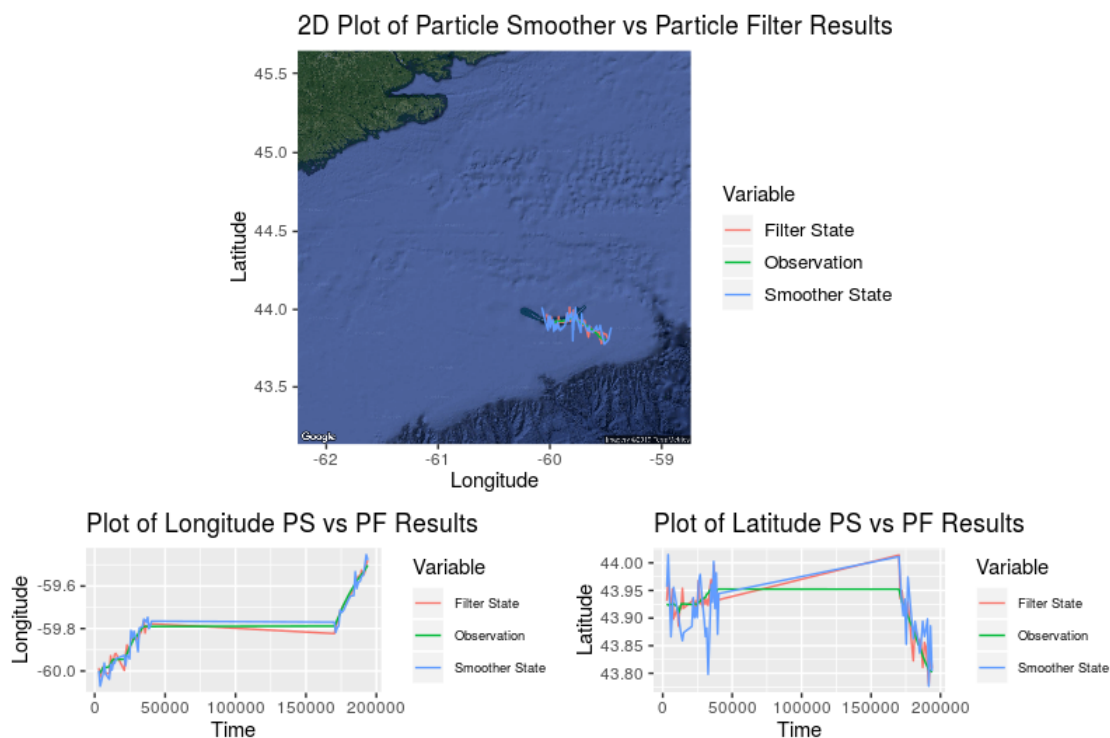 2D Plot of Particle Smoother vs Particle Filter Results
45.5
45.0
44.5
44.0
43.5
Latitude
Google
-62
-61
-60
-59
Longitude
Variable
Filter State
Observation
Smoother State
Plot of Longitude PS vs PF Results
-59.6
-59.8
-60.0
Longitude
0
50000
100000
150000
200000
Time
Variable
Filter State
Observation
Smoother State
Plot of Latitude PS vs PF Results
44.00
43.95
43.90
43.85
43.80
Latitude
0
50000
100000
150000
200000
Time
Variable
Filter State
Observation
Smoother State